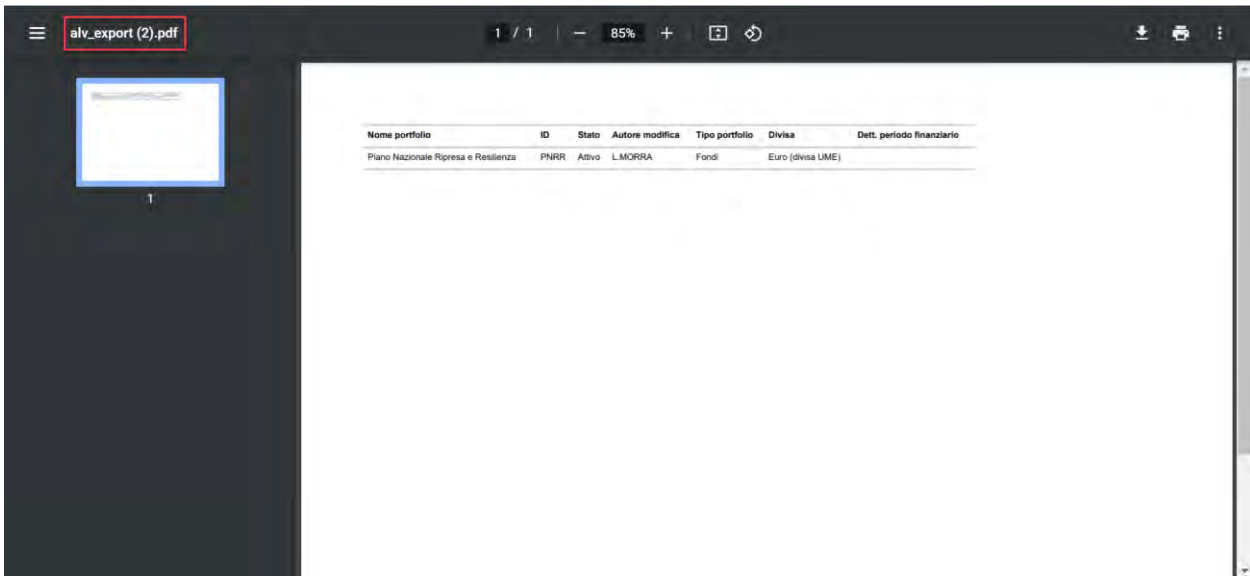 alv_export (2).pdf 1 / 1 85%
Nome portfolio ID Stato Autore modifica Tipo portfolio Divisa Dett. periodo finanziario
Piano Nazionale Ripresa e Resilienza PNRR Attivo L.MORRA Fondi Euro (divisa UME)
1